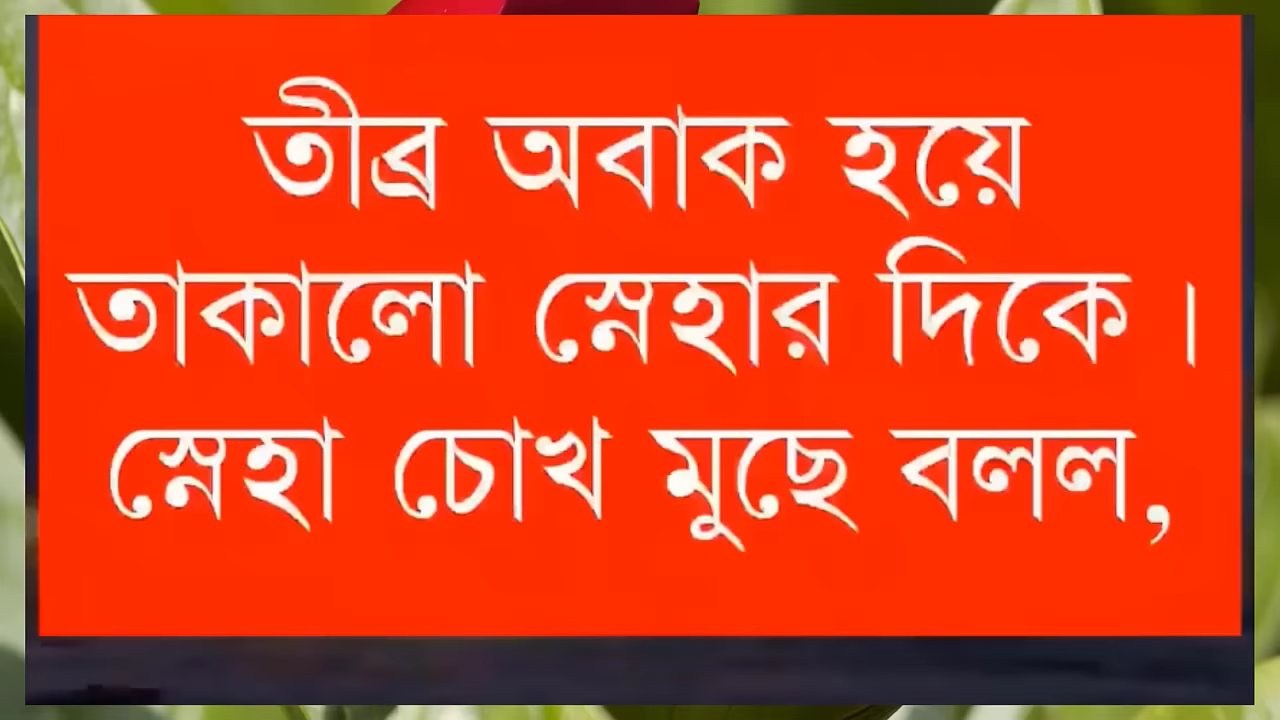 তীব্র অবাক হয়ে
তাকালো স্নেহার দিকে ।
স্নেহা চোখ মুছে বলল,